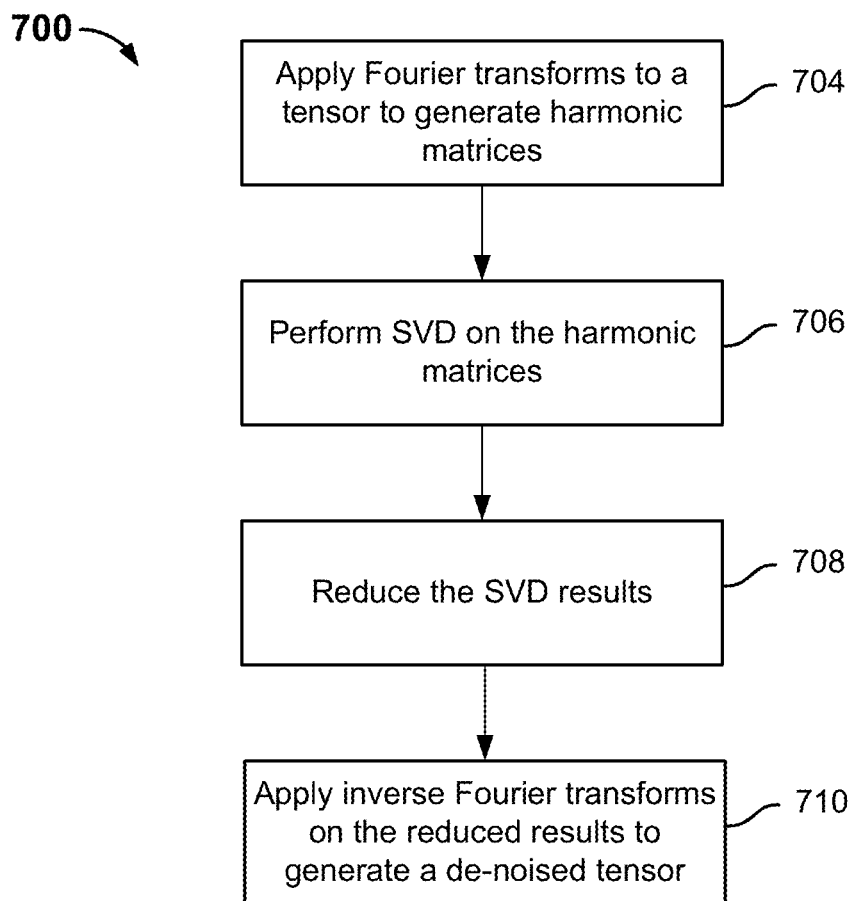 700
Apply Fourier transforms to a
tensor to generate harmonic
matrices
704
Perform SVD on the harmonic
matrices
706
Reduce the SVD results
708
Apply inverse Fourier transforms
on the reduced results to
generate a de-noised tensor
710